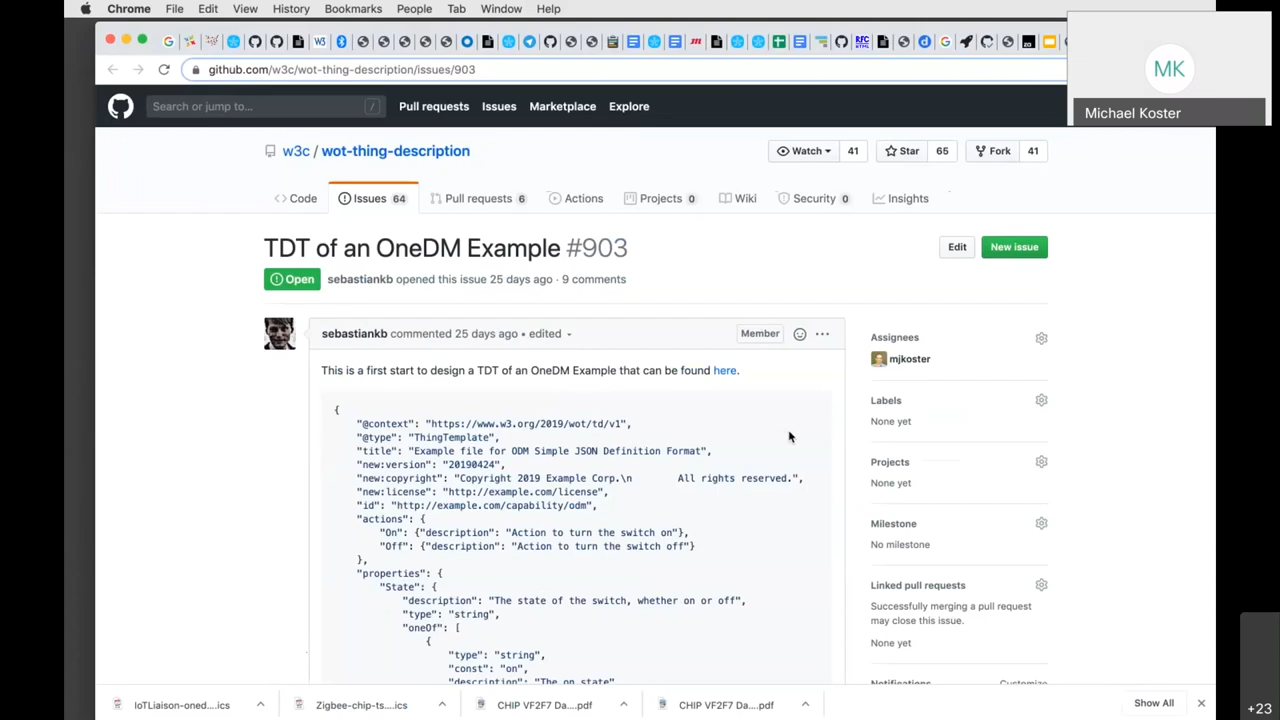 Chrome File Edit View History Bookmarks People Tab Window Help
github.com/w3c/wot-thing-description/issues/903
MK
Michael Koster
Search or jump to... /
Pull requests Issues Marketplace Explore
w3c / wot-thing-description
Watch 41 Star 65 Fork 41
Code Issues 64 Pull requests 6 Actions Projects 0 Wiki Security 0 Insights
TDT of an OneDM Example #903
Edit New issue
Open sebastiankb opened this issue 25 days ago · 9 comments
sebastiankb commented 25 days ago • edited
Member
This is a first start to design a TDT of an OneDM Example that can be found here.
{
"@context": "https://www.w3.org/2019/wot/td/v1",
"@type": "ThingTemplate",
"title": "Example file for ODM Simple JSON Definition Format",
"new:version": "20190424",
"new:copyright": "Copyright 2019 Example Corp.\n All rights reserved.",
"new:license": "http://example.com/license",
"id": "http://example.com/capability/odm",
"actions": {
"On": {"description": "Action to turn the switch on"},
"Off": {"description": "Action to turn the switch off"}
},
"properties": {
"State": {
"description": "The state of the switch, whether on or off",
"type": "string",
"oneOf": [
{
"type": "string",
"const": "on",
"description": "The on state"
Assignees
mjkoster
Labels
None yet
Projects
None yet
Milestone
No milestone
Linked pull requests
Successfully merging a pull request
may close this issue.
None yet
Notifications Customize
IoTLiaison-oned....ics
Zigbee-chip-ts....ics
CHIP VF2F7 Da....pdf
CHIP VF2F7 Da....pdf
Show All
+23